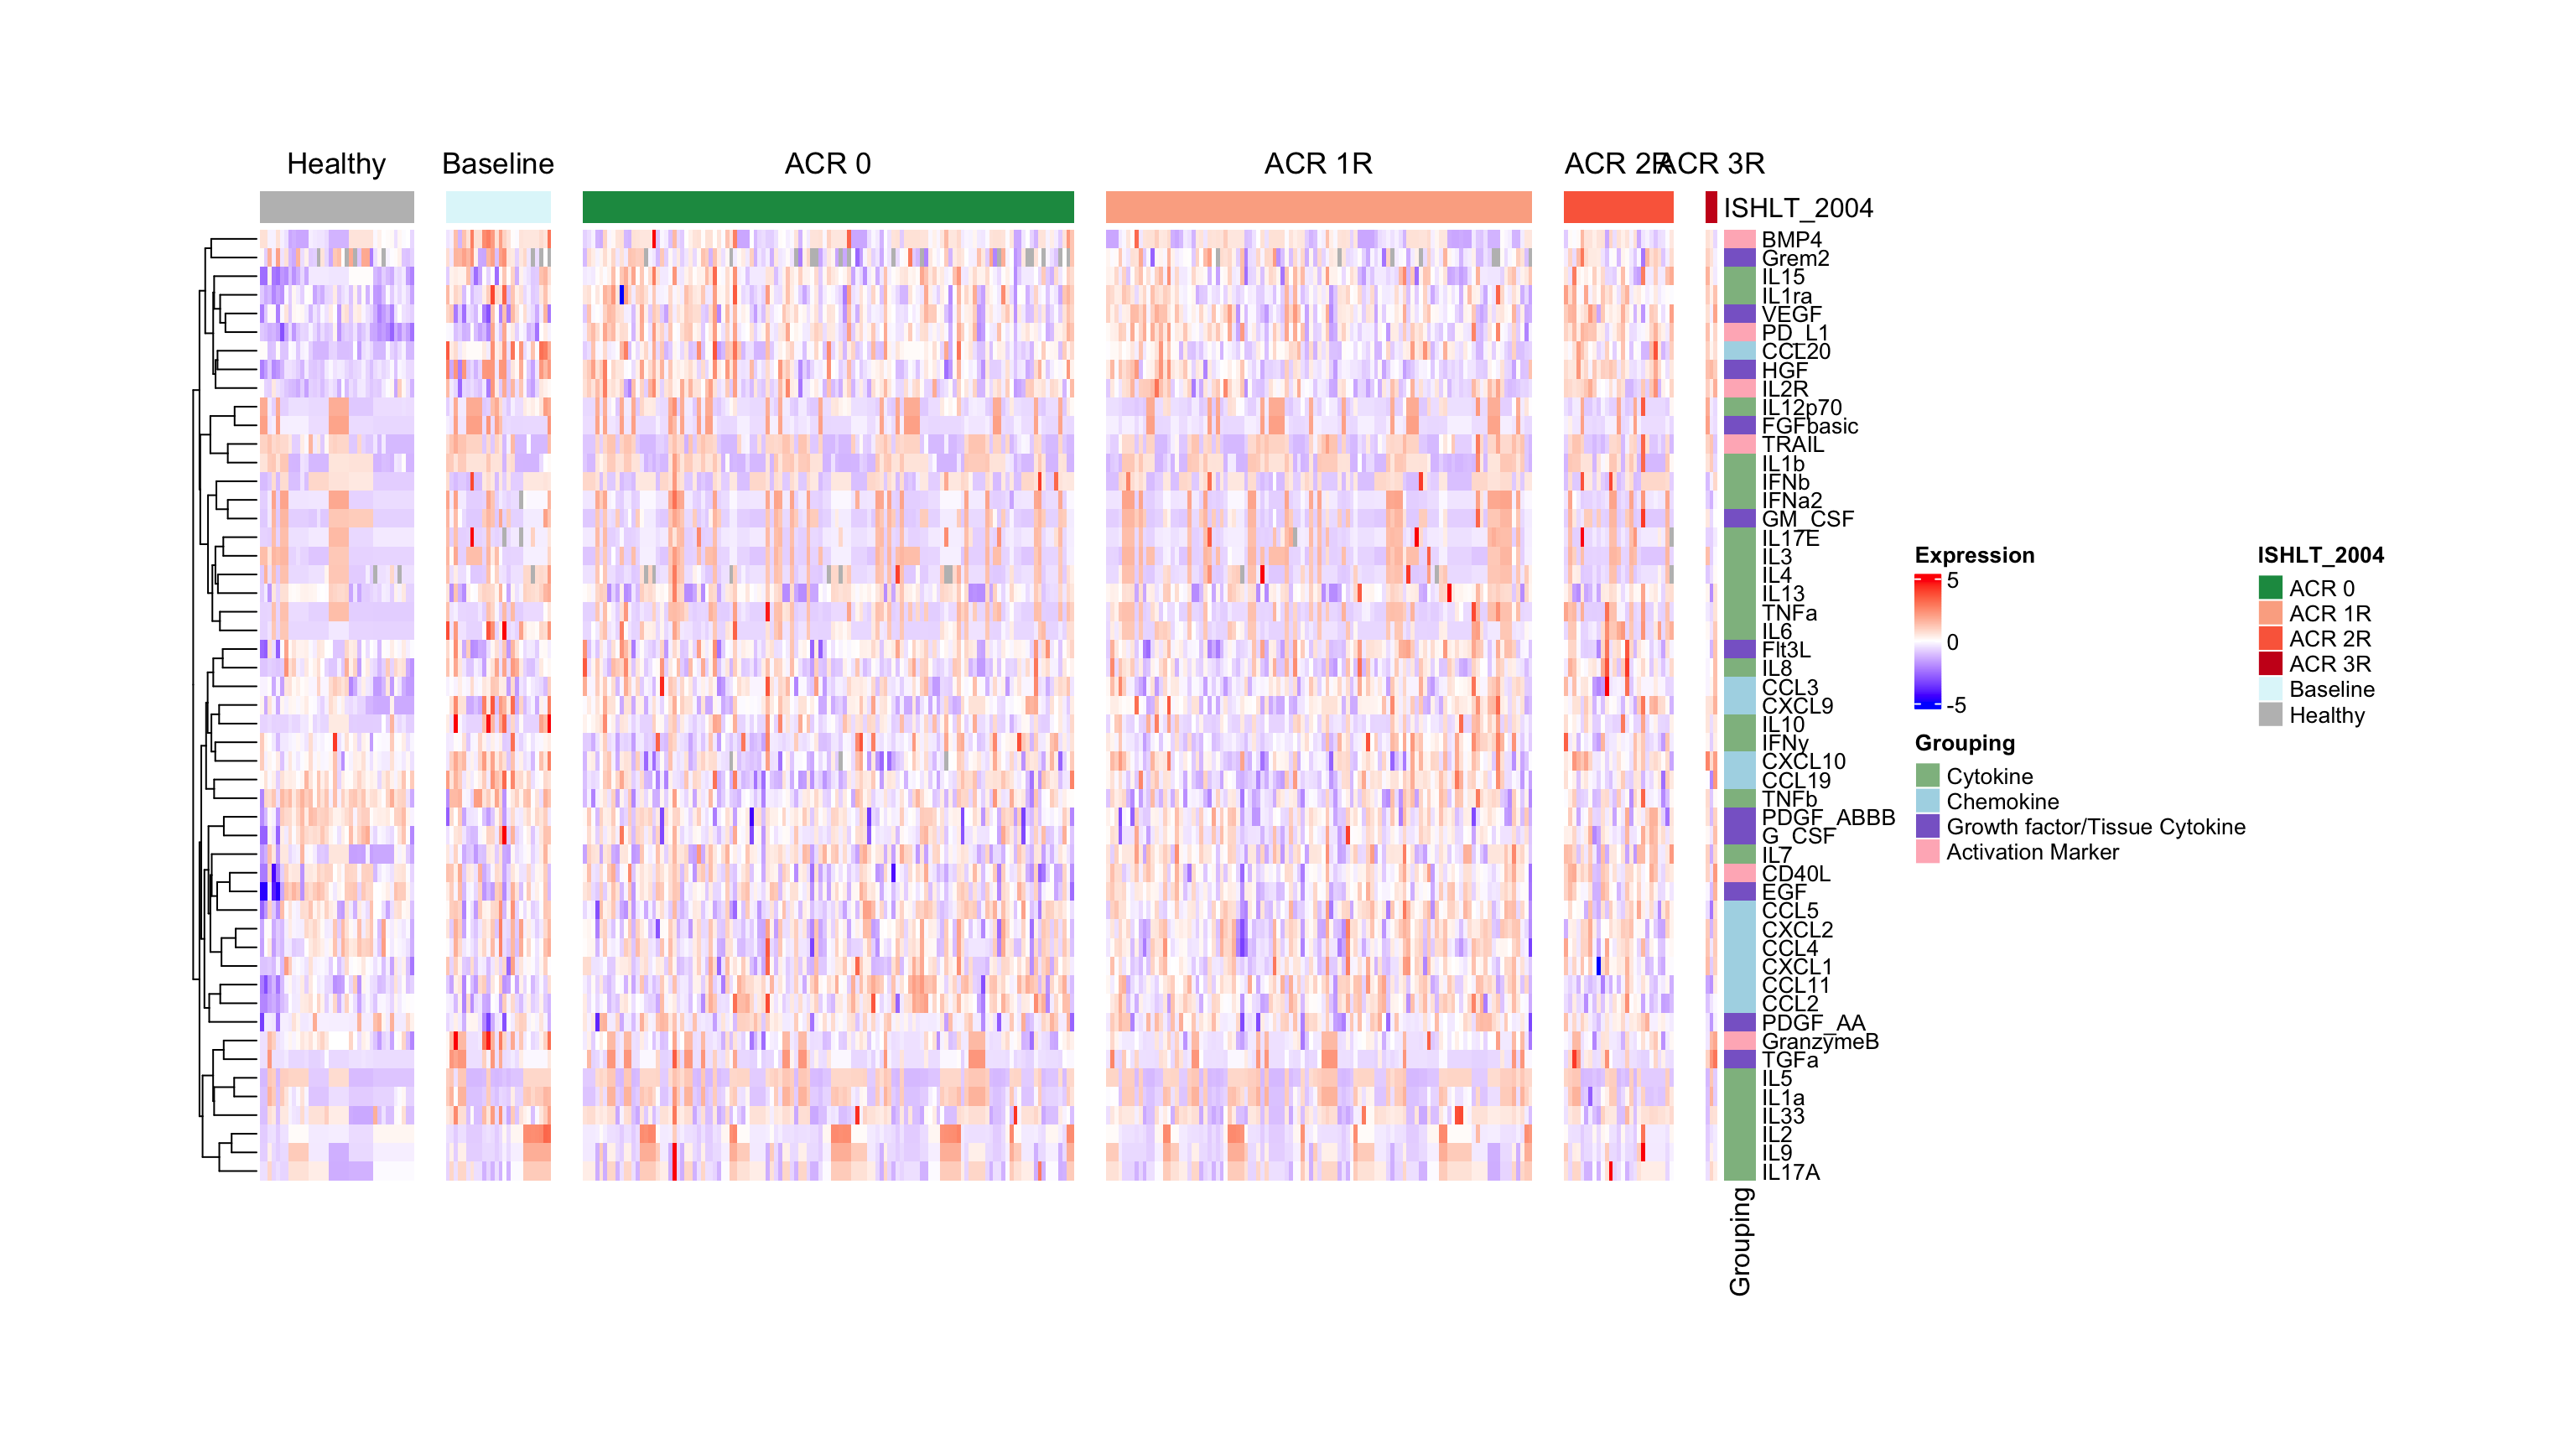 Healthy
Baseline
ACR 0
ACR 1R
ACR 2R
ACR 3R
ISHLT_2004
BMP4
Grem2
IL15
IL1ra
VEGF
PD_L1
CCL20
HGF
IL2R
IL12p70
FGFbasic
TRAIL
IL1b
IFNb
IFNa2
GM_CSF
IL17E
IL3
IL4
IL13
TNFa
IL6
Flt3L
IL8
CCL3
CXCL9
IL10
IFNy
CXCL10
CCL19
TNFb
PDGF_ABBB
G_CSF
IL7
CD40L
EGF
CCL5
CXCL2
CCL4
CXCL1
CCL11
CCL2
PDGF_AA
GranzymeB
TGFa
IL5
IL1a
IL33
IL2
IL9
IL17A
Grouping
Expression
5
0
-5
Grouping
Cytokine
Chemokine
Growth factor/Tissue Cytokine
Activation Marker
ISHLT_2004
ACR 0
ACR 1R
ACR 2R
ACR 3R
Baseline
Healthy